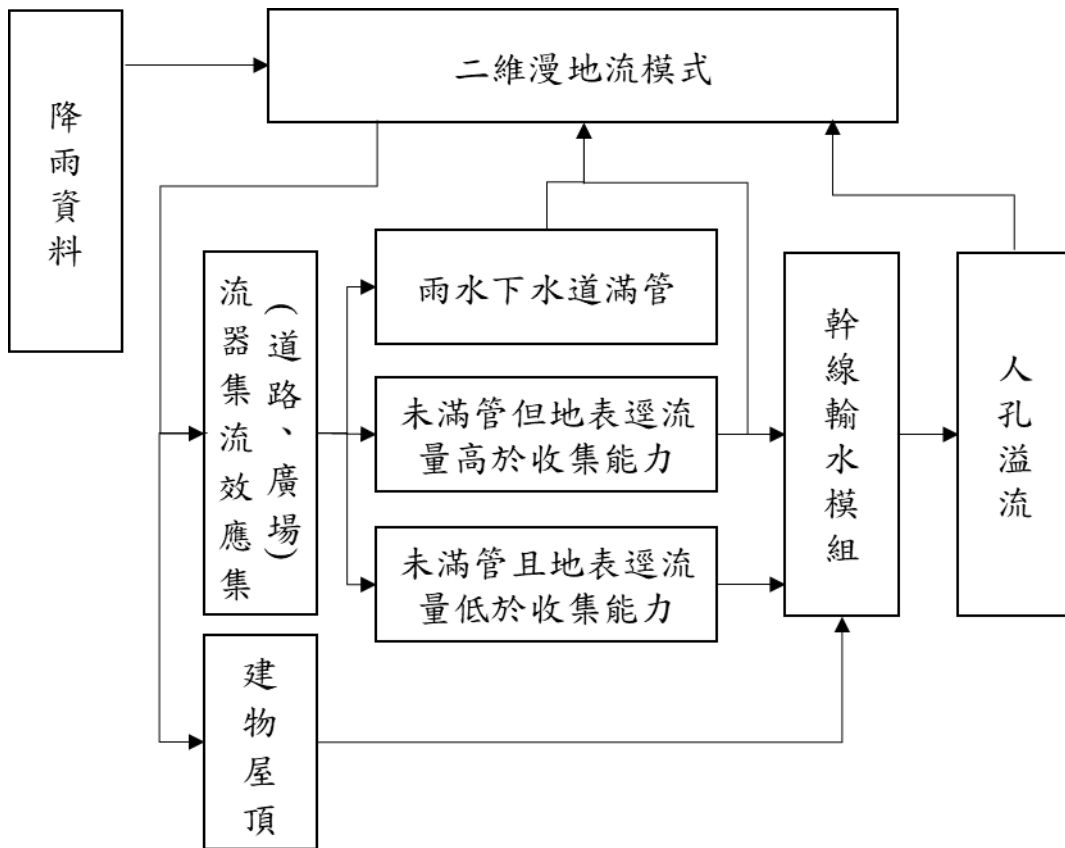 二維漫地流模式
降雨資料
(道路、廣場)
流器集流效應集
雨水下水道滿管
未滿管但地表逕流
量高於收集能力
未滿管且地表逕流
量低於收集能力
幹線輸水模組
人孔溢流
建物屋頂